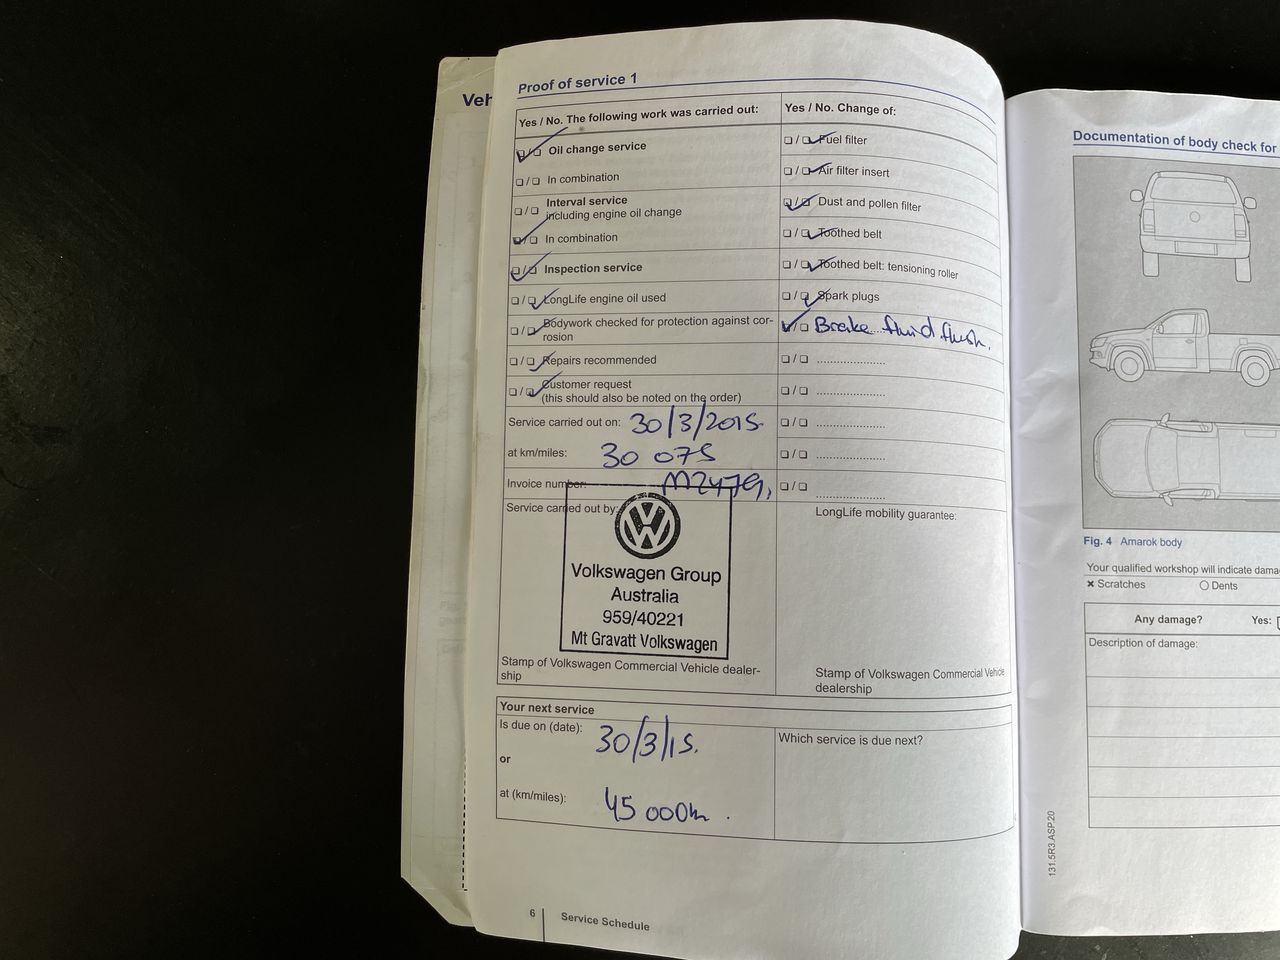 Veh
Proof of service 1
Yes / No. The following work was carried out:
Oil change service
In combination
Interval service
including engine oil change
In combination
Inspection service
LongLife engine oil used
Bodywork checked for protection against cor-
rosion
Repairs recommended
Customer request
(this should also be noted on the order)
Service carried out on: 30/3/2015.
at km/miles: 30 075
Invoice number: M2479,
Service carried out by:
Volkswagen Group
Australia
959/40221
Mt Gravatt Volkswagen
Stamp of Volkswagen Commercial Vehicle dealer-
ship
Yes / No. Change of:
Fuel filter
Air filter insert
Dust and pollen filter
Toothed belt
Toothed belt: tensioning roller
Spark plugs
Brake fluid flush.
LongLife mobility guarantee:
Stamp of Volkswagen Commercial Vehicle
dealership
Your next service
Is due on (date): 30/3/15.
or
at (km/miles): 45 000km.
Which service is due next?
6 Service Schedule
Documentation of body check for
Fig. 4 Amarok body
Your qualified workshop will indicate dama
× Scratches
Dents
Any damage? Yes:
Description of damage:
131.5R3.ASP.20